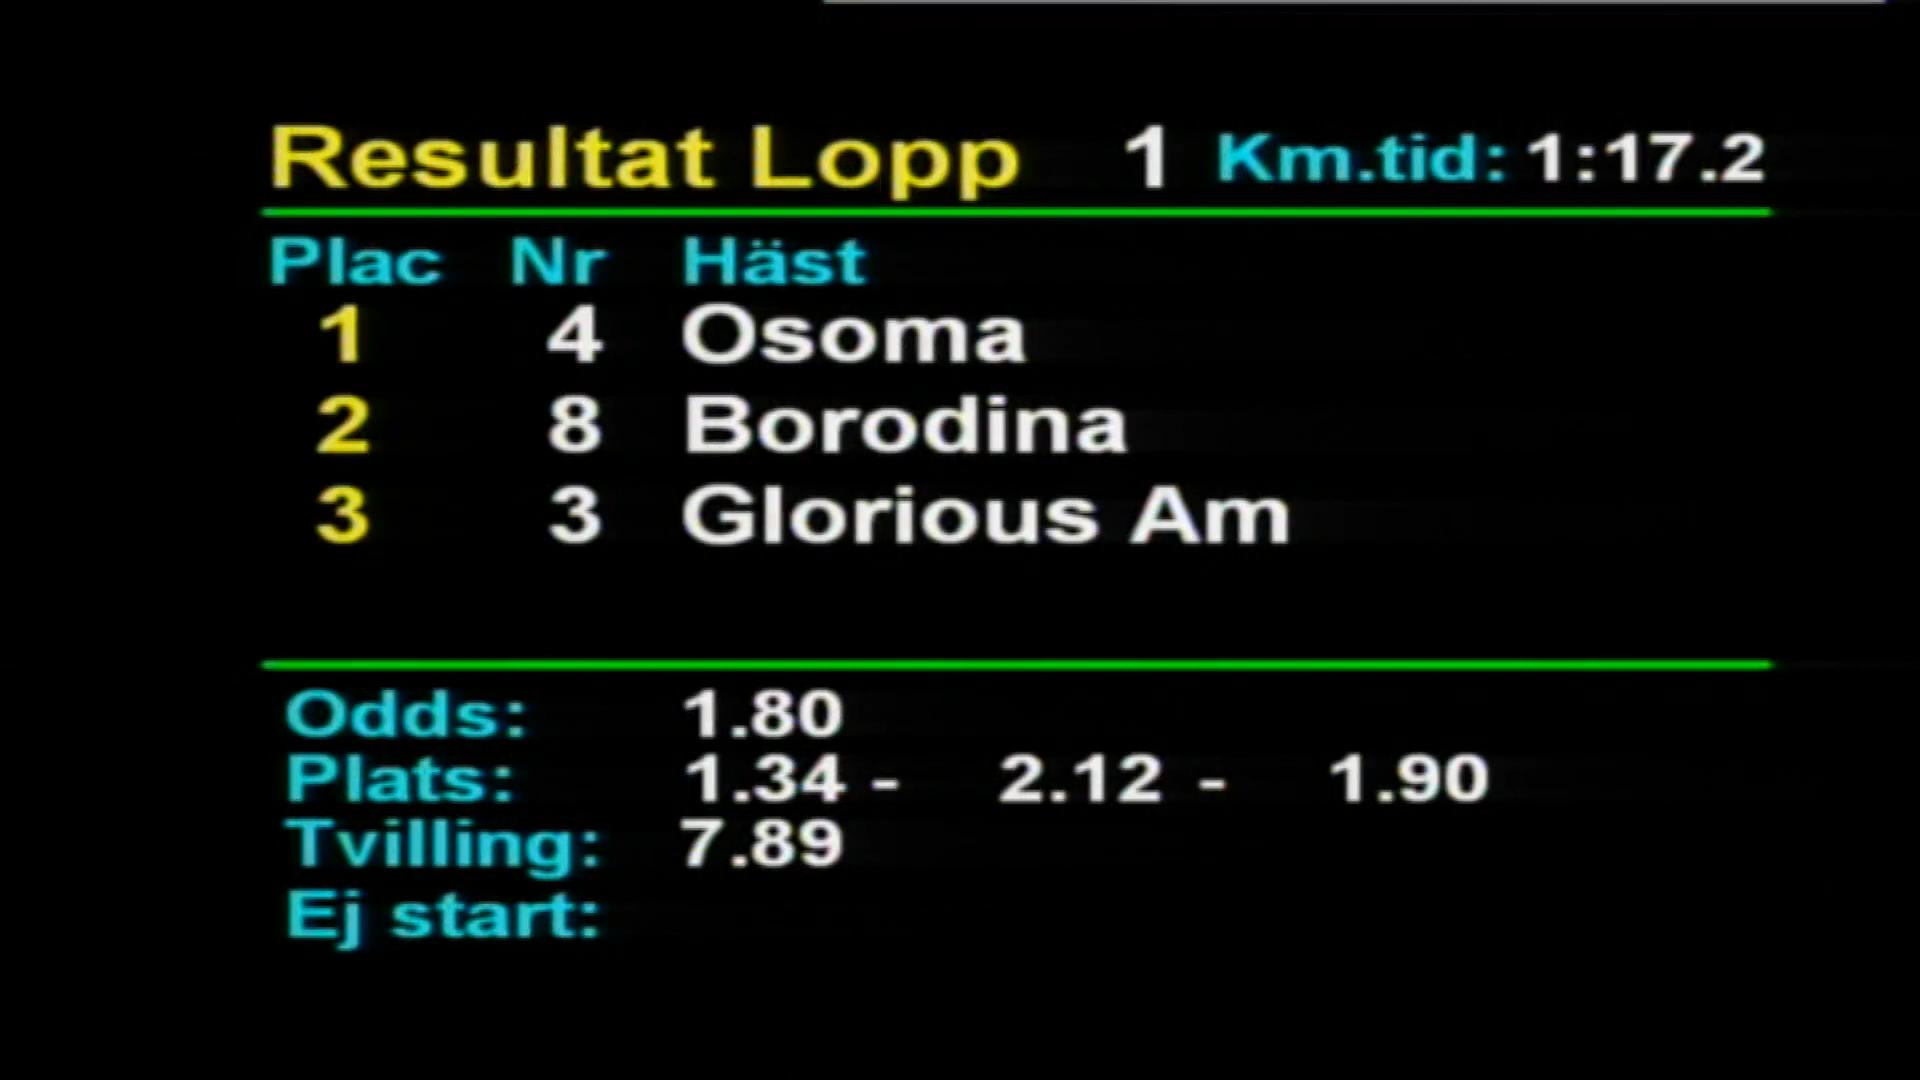 Resultat Lopp 1 Km.tid: 1:17.2
Plac Nr Häst
1 4 Osoma
2 8 Borodina
3 3 Glorious Am
Odds: 1.80
Plats: 1.34 - 2.12 - 1.90
Tvilling: 7.89
Ej start: